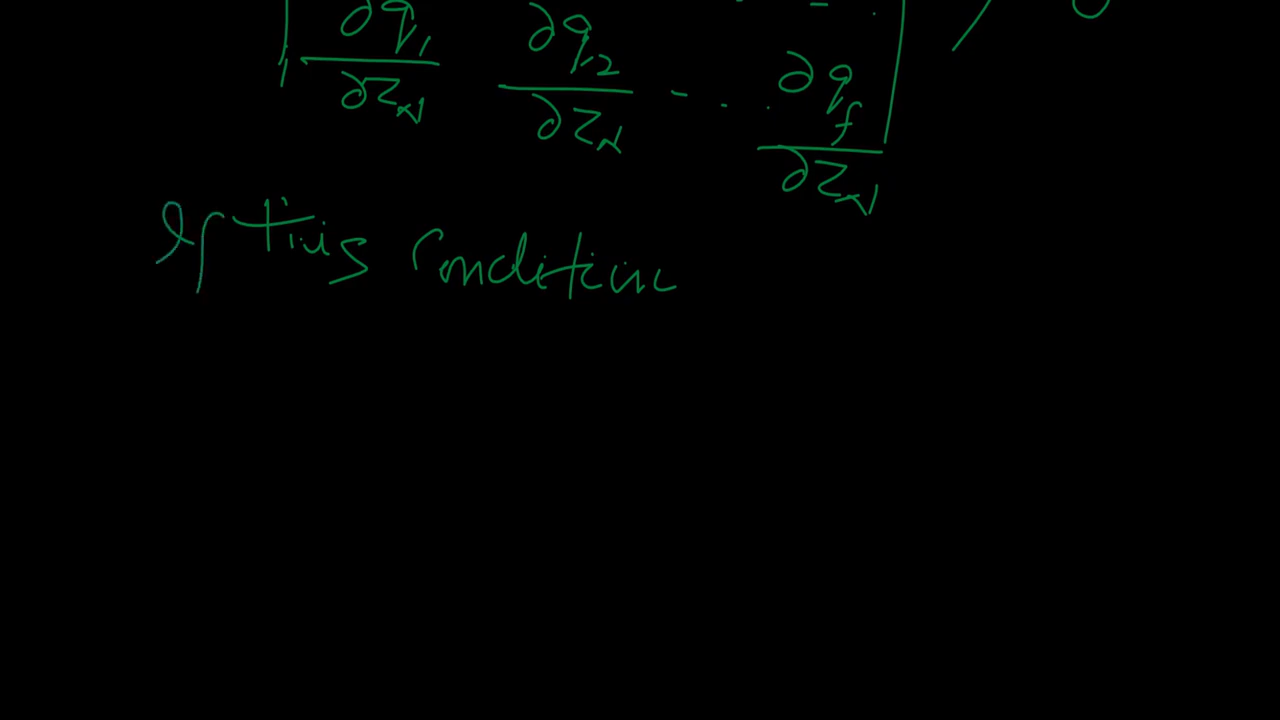 ∂q₁ ∂q₂ ... ∂q_f
∂z_N ∂z_N ∂z_N
If this condition